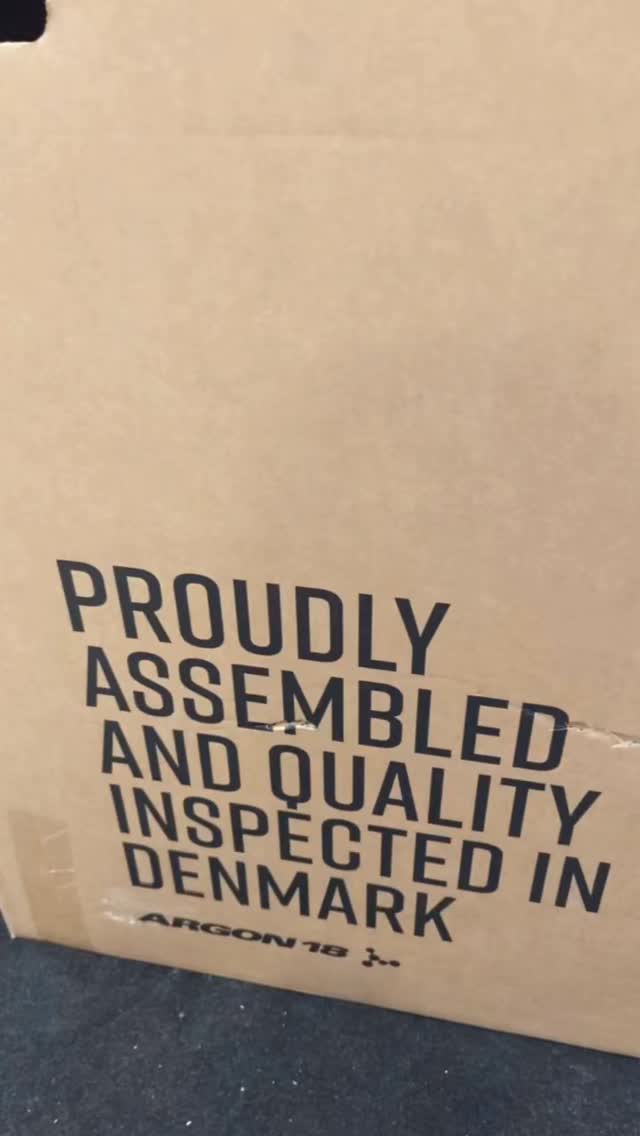 PROUDLY
ASSEMBLED
AND QUALITY
INSPECTED IN
DENMARK
ARGON 18